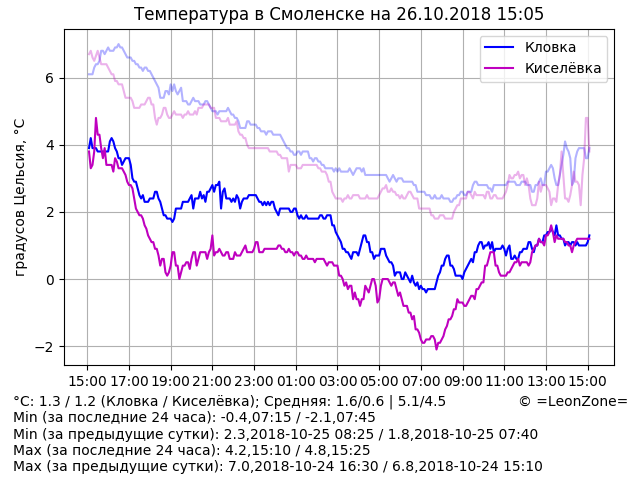 Температура в Смоленске на 26.10.2018 15:05
Кловка
Киселёвка
градусов Цельсия, °C
6
4
2
0
−2
15:00 17:00 19:00 21:00 23:00 01:00 03:00 05:00 07:00 09:00 11:00 13:00 15:00
°C: 1.3 / 1.2 (Кловка / Киселёвка); Средняя: 1.6/0.6 | 5.1/4.5 © =LeonZone=
Min (за последние 24 часа): -0.4,07:15 / -2.1,07:45
Min (за предыдущие сутки): 2.3,2018-10-25 08:25 / 1.8,2018-10-25 07:40
Max (за последние 24 часа): 4.2,15:10 / 4.8,15:25
Max (за предыдущие сутки): 7.0,2018-10-24 16:30 / 6.8,2018-10-24 15:10